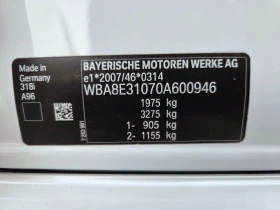 Made in
Germany
318i
A96
BAYERISCHE MOTOREN WERKE AG
e1*2007/46*0314
WBA8E31070A600946
1975 kg
3275 kg
1- 905 kg
2- 1155 kg